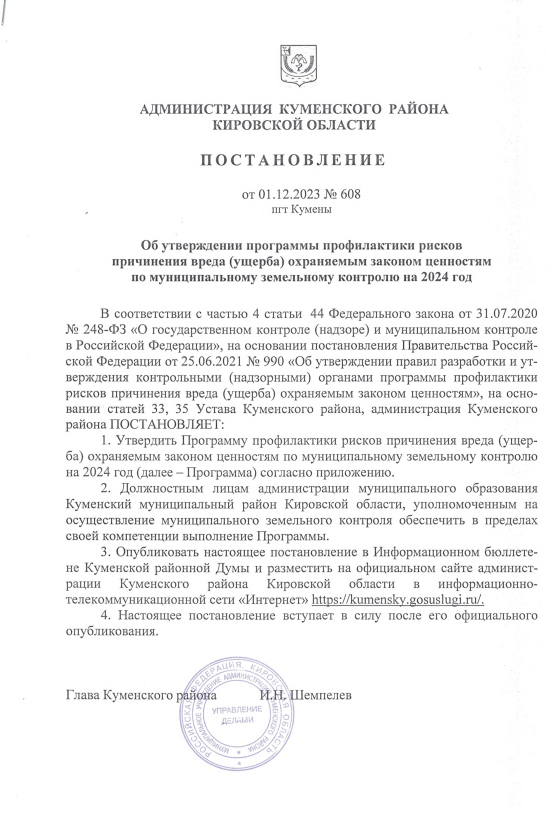 АДМИНИСТРАЦИЯ КУМЕНСКОГО РАЙОНА
КИРОВСКОЙ ОБЛАСТИ
ПОСТАНОВЛЕНИЕ
от 01.12.2023 № 608
пгт Кумены
Об утверждении программы профилактики рисков
причинения вреда (ущерба) охраняемым законом ценностям
по муниципальному земельному контролю на 2024 год
В соответствии с частью 4 статьи 44 Федерального закона от 31.07.2020
№ 248-ФЗ «О государственном контроле (надзоре) и муниципальном контроле
в Российской Федерации», на основании постановления Правительства Россий-
ской Федерации от 25.06.2021 № 990 «Об утверждении правил разработки и ут-
верждения контрольными (надзорными) органами программы профилактики
рисков причинения вреда (ущерба) охраняемым законом ценностям», на осно-
вании статей 33, 35 Устава Куменского района, администрация Куменского
района ПОСТАНОВЛЯЕТ:
1. Утвердить Программу профилактики рисков причинения вреда (ущер-
ба) охраняемым законом ценностям по муниципальному земельному контролю
на 2024 год (далее – Программа) согласно приложению.
2. Должностным лицам администрации муниципального образования
Куменский муниципальный район Кировской области, уполномоченным на
осуществление муниципального земельного контроля обеспечить в пределах
своей компетенции выполнение Программы.
3. Опубликовать настоящее постановление в Информационном бюллете-
не Куменской районной Думы и разместить на официальном сайте админист-
рации Куменского района Кировской области в информационно-
телекоммуникационной сети «Интернет» https://kumensky.gosuslugi.ru/.
4. Настоящее постановление вступает в силу после его официального
опубликования.
Глава Куменского района И.Н. Шемпелев
РОССИЙСКАЯ ФЕДЕРАЦИЯ, КИРОВСКАЯ ОБЛАСТЬ
МУНИЦИПАЛЬНОЕ УЧРЕЖДЕНИЕ АДМИНИСТРАЦИЯ КУМЕНСКОГО РАЙОНА
УПРАВЛЕНИЕ
ДЕЛАМИ